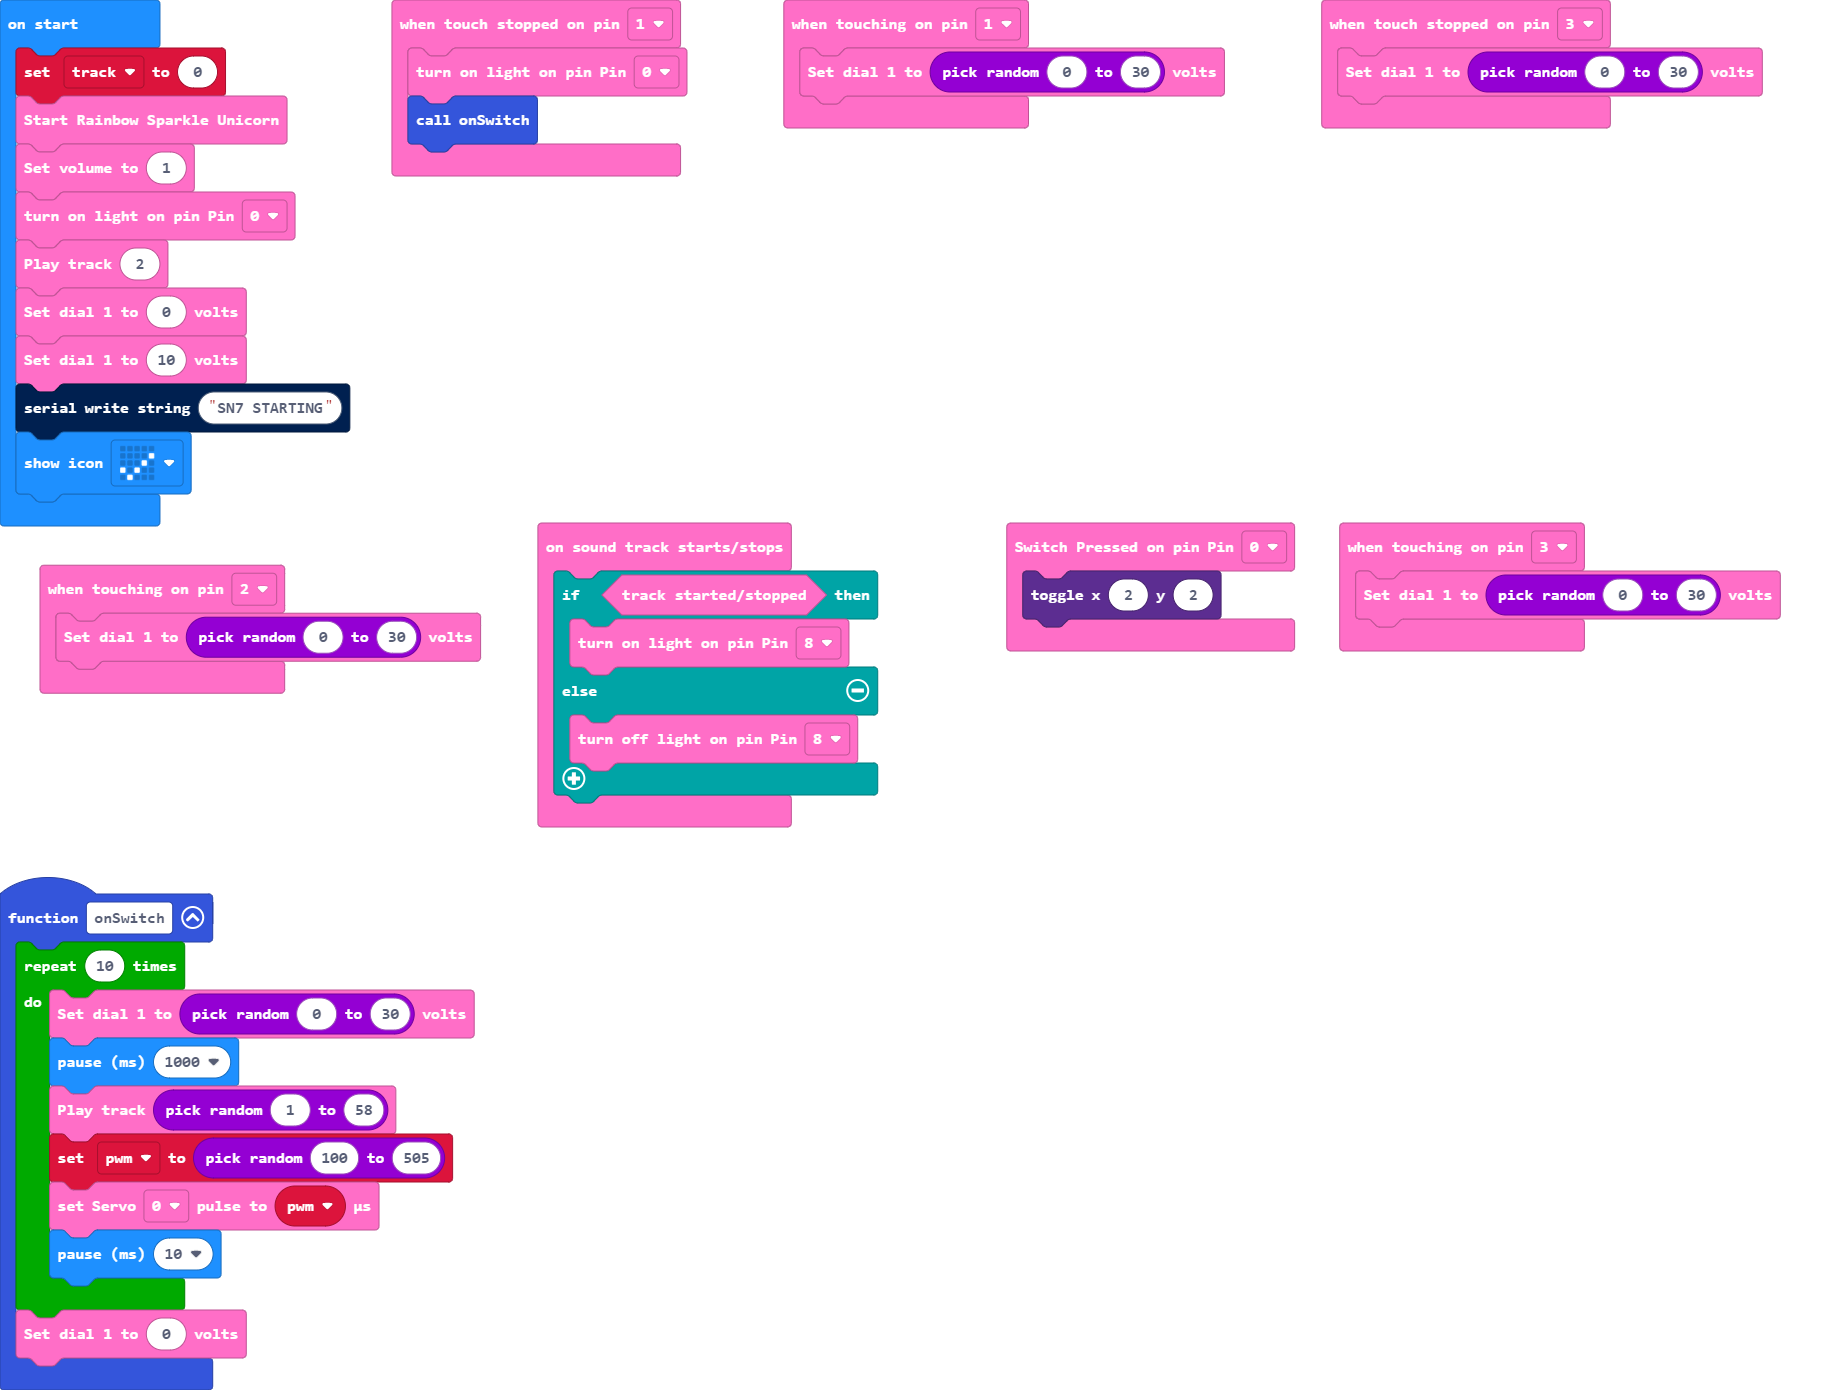 on start
set track to 0
Start Rainbow Sparkle Unicorn
Set volume to 1
turn on light on pin Pin 0
Play track 2
Set dial 1 to 0 volts
Set dial 1 to 10 volts
serial write string "SN7 STARTING"
show icon
when touch stopped on pin 1
turn on light on pin Pin 0
call onSwitch
when touching on pin 1
Set dial 1 to pick random 0 to 30 volts
when touch stopped on pin 3
Set dial 1 to pick random 0 to 30 volts
when touching on pin 2
Set dial 1 to pick random 0 to 30 volts
on sound track starts/stops
if track started/stopped then
turn on light on pin Pin 8
else
turn off light on pin Pin 8
Switch Pressed on pin Pin 0
toggle x 2 y 2
when touching on pin 3
Set dial 1 to pick random 0 to 30 volts
function onSwitch
repeat 10 times
do
Set dial 1 to pick random 0 to 30 volts
pause (ms) 1000
Play track pick random 1 to 58
set pwm to pick random 100 to 505
set Servo 0 pulse to pwm µs
pause (ms) 10
Set dial 1 to 0 volts